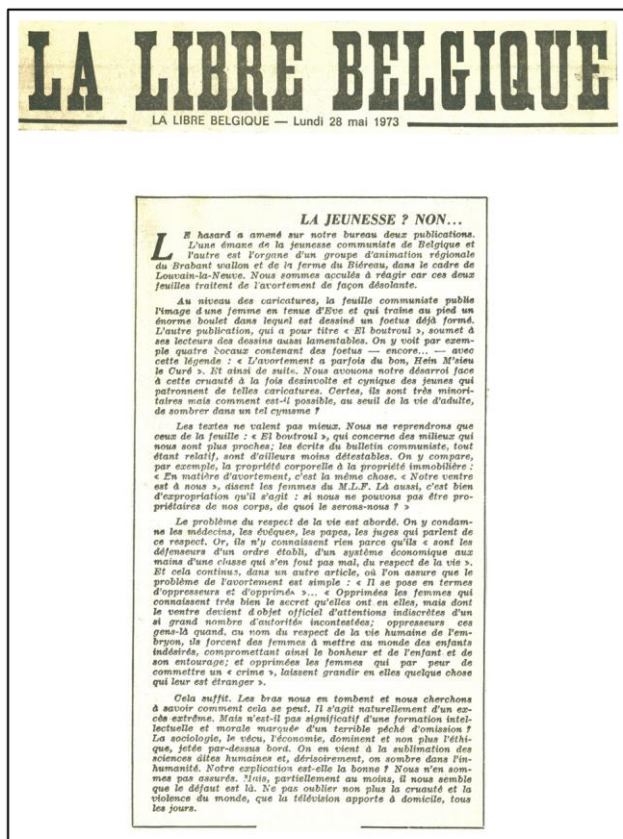 LA LIBRE BELGIQUE
LA LIBRE BELGIQUE — Lundi 28 mai 1973
LA JEUNESSE ? NON...
LE hasard a amené sur notre bureau deux publications.
L'une émane de la jeunesse communiste de Belgique et
l'autre est l'organe d'un groupe d'animation régionale
du Brabant wallon et de la ferme du Biéreau, dans le cadre de
Louvain-la-Neuve. Nous sommes acculés à réagir car ces deux
feuilles traitent de l'avortement de façon désolante.
Au niveau des caricatures, la feuille communiste publie
l'image d'une femme en tenue d'Eve et qui traîne au pied un
énorme boulet dans lequel est dessiné un foetus déjà formé.
L'autre publication, qui a pour titre « El boutroul », soumet à
ses lecteurs des dessins aussi lamentables. On y voit par exem-
ple quatre bocaux contenant des foetus — encore... — avec
cette légende : « L'avortement a parfois du bon, Hein M'sieu
le Curé ». Et ainsi de suite. Nous avouons notre désarroi face
à cette cruauté à la fois desinvolte et cynique des jeunes qui
patronnent de telles caricatures. Certes, ils sont très minori-
taires mais comment est-il possible, au seuil de la vie d'adulte,
de sombrer dans un tel cynisme ?
Les textes ne valent pas mieux. Nous ne reprendrons que
ceux de la feuille : « El boutroul », qui concerne des milieux qui
nous sont plus proches; les écrits du bulletin communiste, tout
étant relatif, sont d'ailleurs moins détestables. On y compare,
par exemple, la propriété corporelle à la propriété immobilière :
« En matière d'avortement, c'est la même chose. « Notre ventre
est à nous », disent les femmes du M.L.F. Là aussi, c'est bien
d'expropriation qu'il s'agit : si nous ne pouvons pas être pro-
priétaires de nos corps, de quoi le serons-nous ? »
Le problème du respect de la vie est abordé. On y condam-
ne les médecins, les évêques, les papes, les juges qui parlent de
ce respect. Or, ils n'y connaissent rien parce qu'ils « sont les
défenseurs d'un ordre établi, d'un système économique aux
mains d'une classe qui s'en fout pas mal, du respect de la vie ».
Et cela continue, dans un autre article, où l'on assure que le
problème de l'avortement est simple : « Il se pose en termes
d'oppresseurs et d'opprimés »... « Opprimées les femmes qui
connaissent très bien le secret qu'elles ont en elles, mais dont
le ventre devient d'objet officiel d'attentions indiscrètes d'un
si grand nombre d'autorités incontestées; oppresseurs ces
gens-là quand, au nom du respect de la vie humaine de l'em-
bryon, ils forcent des femmes à mettre au monde des enfants
indésirés, compromettant ainsi le bonheur et de l'enfant et de
son entourage; et opprimées les femmes qui par peur de
commettre un « crime », laissent grandir en elles quelque chose
qui leur est étranger ».
Cela suffit. Les bras nous en tombent et nous cherchons
à savoir comment cela se peut. Il s'agit naturellement d'un ex-
cès extrême. Mais n'est-il pas significatif d'une formation intel-
lectuelle et morale marquée d'un terrible péché d'omission ?
La sociologie, le vécu, l'économie, dominent et non plus l'éthi-
que, jetée par-dessus bord. On en vient à la sublimation des
sciences dites humaines et, dérisoirement, on sombre dans l'in-
humanité. Notre explication est-elle la bonne ? Nous n'en som-
mes pas assurés. Mais, partiellement au moins, il nous semble
que le défaut est là. Ne pas oublier non plus la cruauté et la
violence du monde, que la télévision apporte à domicile, tous
les jours.